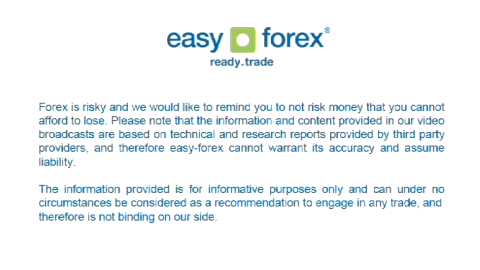 easy forex®
ready.trade
Forex is risky and we would like to remind you to not risk money that you cannot
afford to lose. Please note that the information and content provided in our video
broadcasts are based on technical and research reports provided by third party
providers, and therefore easy-forex cannot warrant its accuracy and assume
liability.
The information provided is for informative purposes only and can under no
circumstances be considered as a recommendation to engage in any trade, and
therefore is not binding on our side.